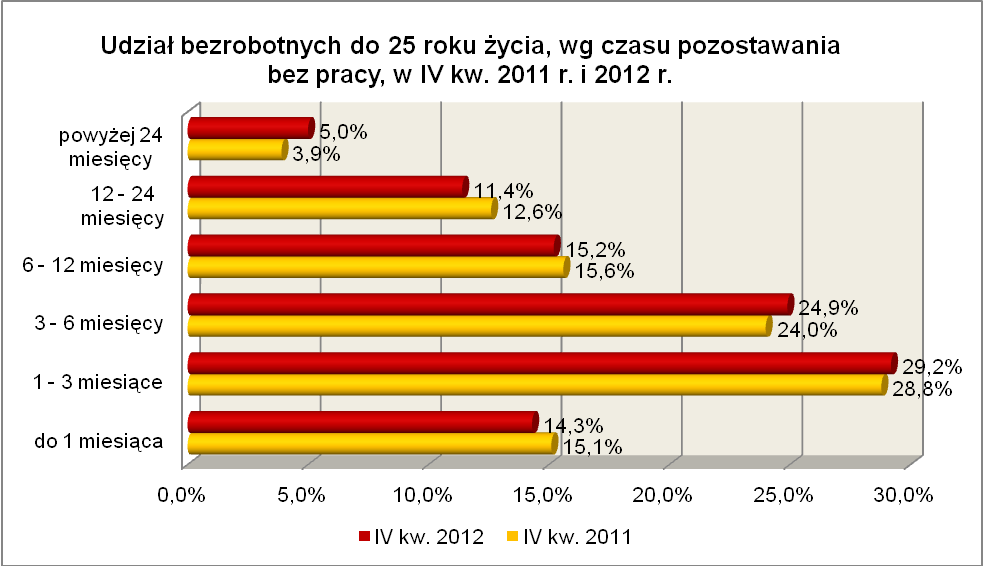 Udział bezrobotnych do 25 roku życia, wg czasu pozostawania
bez pracy, w IV kw. 2011 r. i 2012 r.
powyżej 24
miesięcy
5,0%
3,9%
12 - 24
miesięcy
11,4%
12,6%
6 - 12 miesięcy
15,2%
15,6%
3 - 6 miesięcy
24,9%
24,0%
1 - 3 miesiące
29,2%
28,8%
do 1 miesiąca
14,3%
15,1%
0,0% 5,0% 10,0% 15,0% 20,0% 25,0% 30,0%
IV kw. 2012 IV kw. 2011